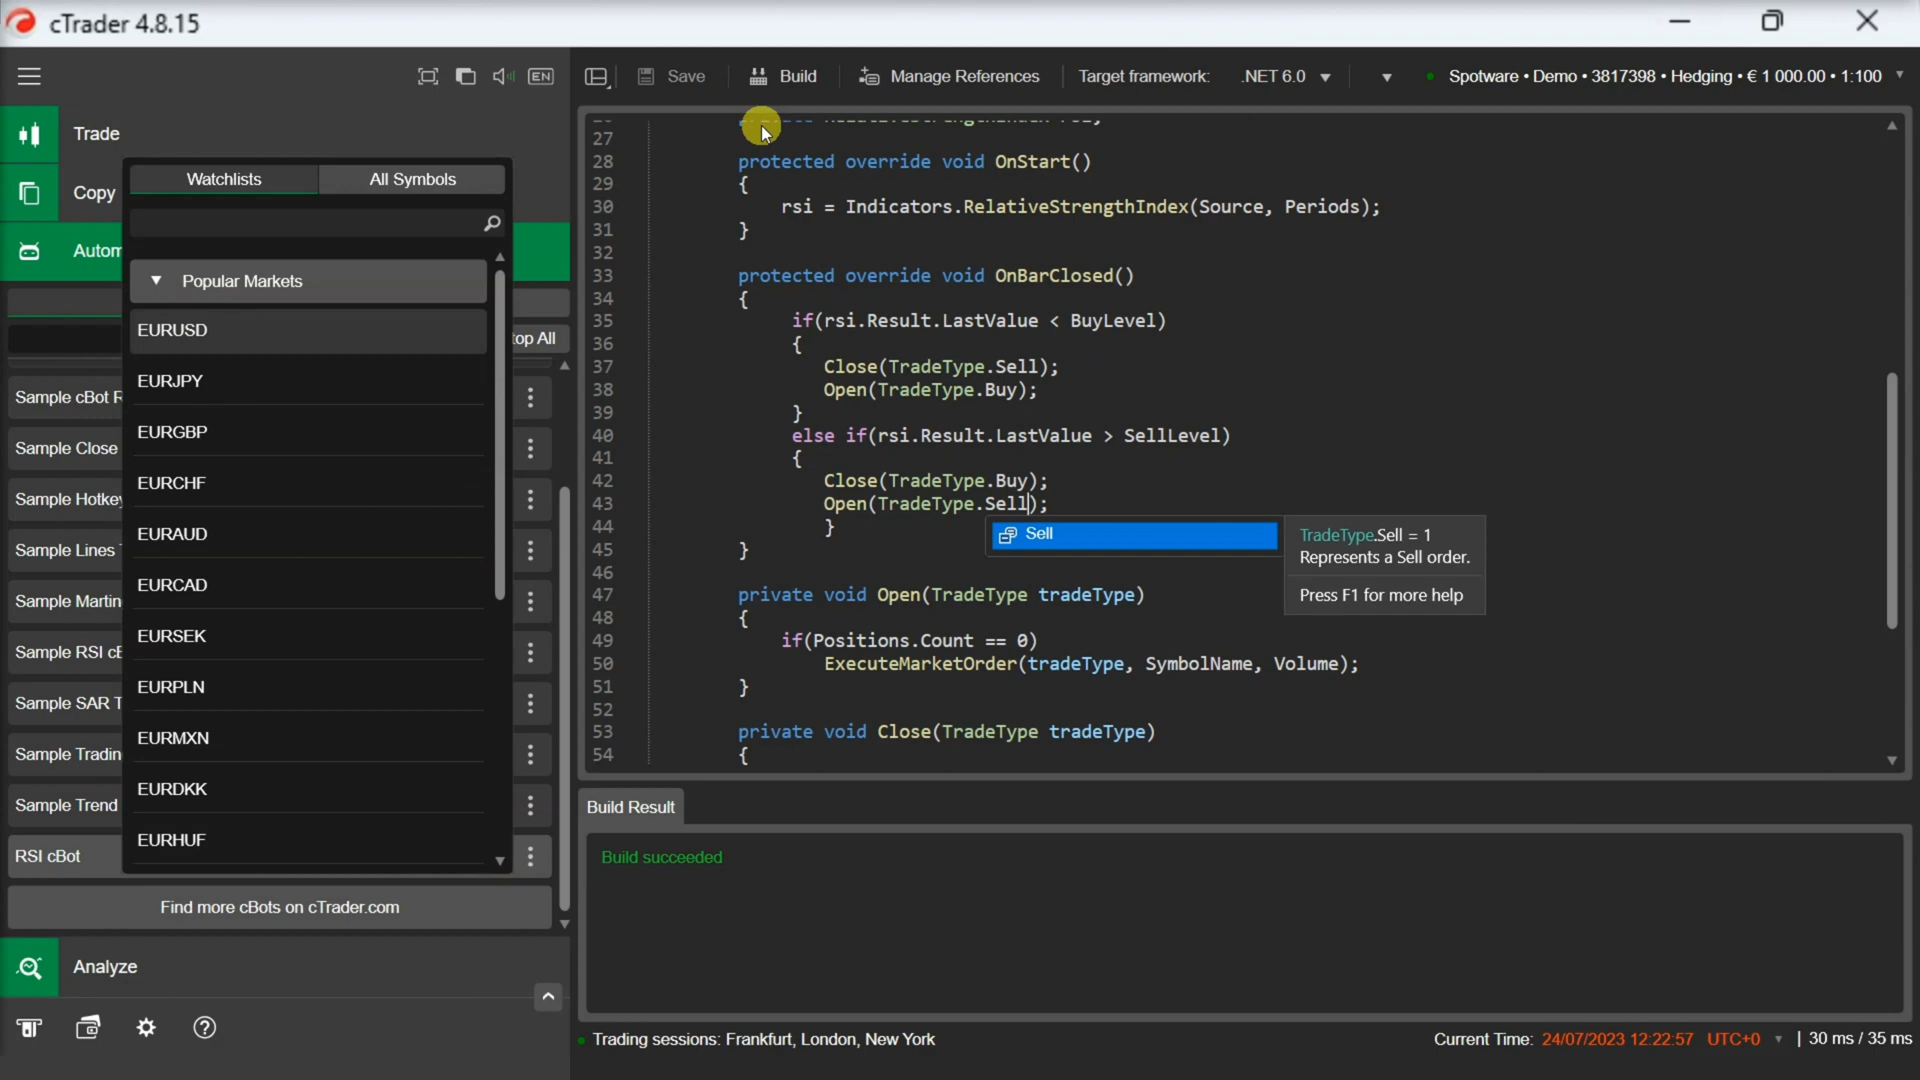 cTrader 4.8.15
EN
Save
Build
Manage References
Target framework:
.NET 6.0
Spotware • Demo • 3817398 • Hedging • € 1 000.00 • 1:100
Trade
Copy
Autom
Watchlists
All Symbols
Popular Markets
EURUSD
EURJPY
EURGBP
EURCHF
EURAUD
EURCAD
EURSEK
EURPLN
EURMXN
EURDKK
EURHUF
top All
Sample cBot R
Sample Close
Sample Hotkey
Sample Lines T
Sample Martin
Sample RSI cB
Sample SAR T
Sample Tradin
Sample Trend
RSI cBot
Find more cBots on cTrader.com
Analyze
27
28 protected override void OnStart()
29 {
30 rsi = Indicators.RelativeStrengthIndex(Source, Periods);
31 }
32
33 protected override void OnBarClosed()
34 {
35 if(rsi.Result.LastValue < BuyLevel)
36 {
37 Close(TradeType.Sell);
38 Open(TradeType.Buy);
39 }
40 else if(rsi.Result.LastValue > SellLevel)
41 {
42 Close(TradeType.Buy);
43 Open(TradeType.Sell);
44 }
45 }
46
47 private void Open(TradeType tradeType)
48 {
49 if(Positions.Count == 0)
50 ExecuteMarketOrder(tradeType, SymbolName, Volume);
51 }
52
53 private void Close(TradeType tradeType)
54 {
Sell
TradeType.Sell = 1
Represents a Sell order.
Press F1 for more help
Build Result
Build succeeded
Trading sessions: Frankfurt, London, New York
Current Time: 24/07/2023 12:22:57 UTC+0 | 30 ms / 35 ms